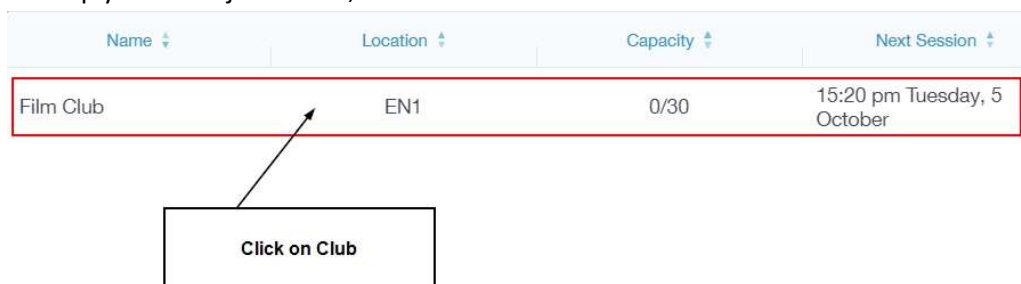 Name Location Capacity Next Session
Film Club EN1 0/30 15:20 pm Tuesday, 5
October
Click on Club